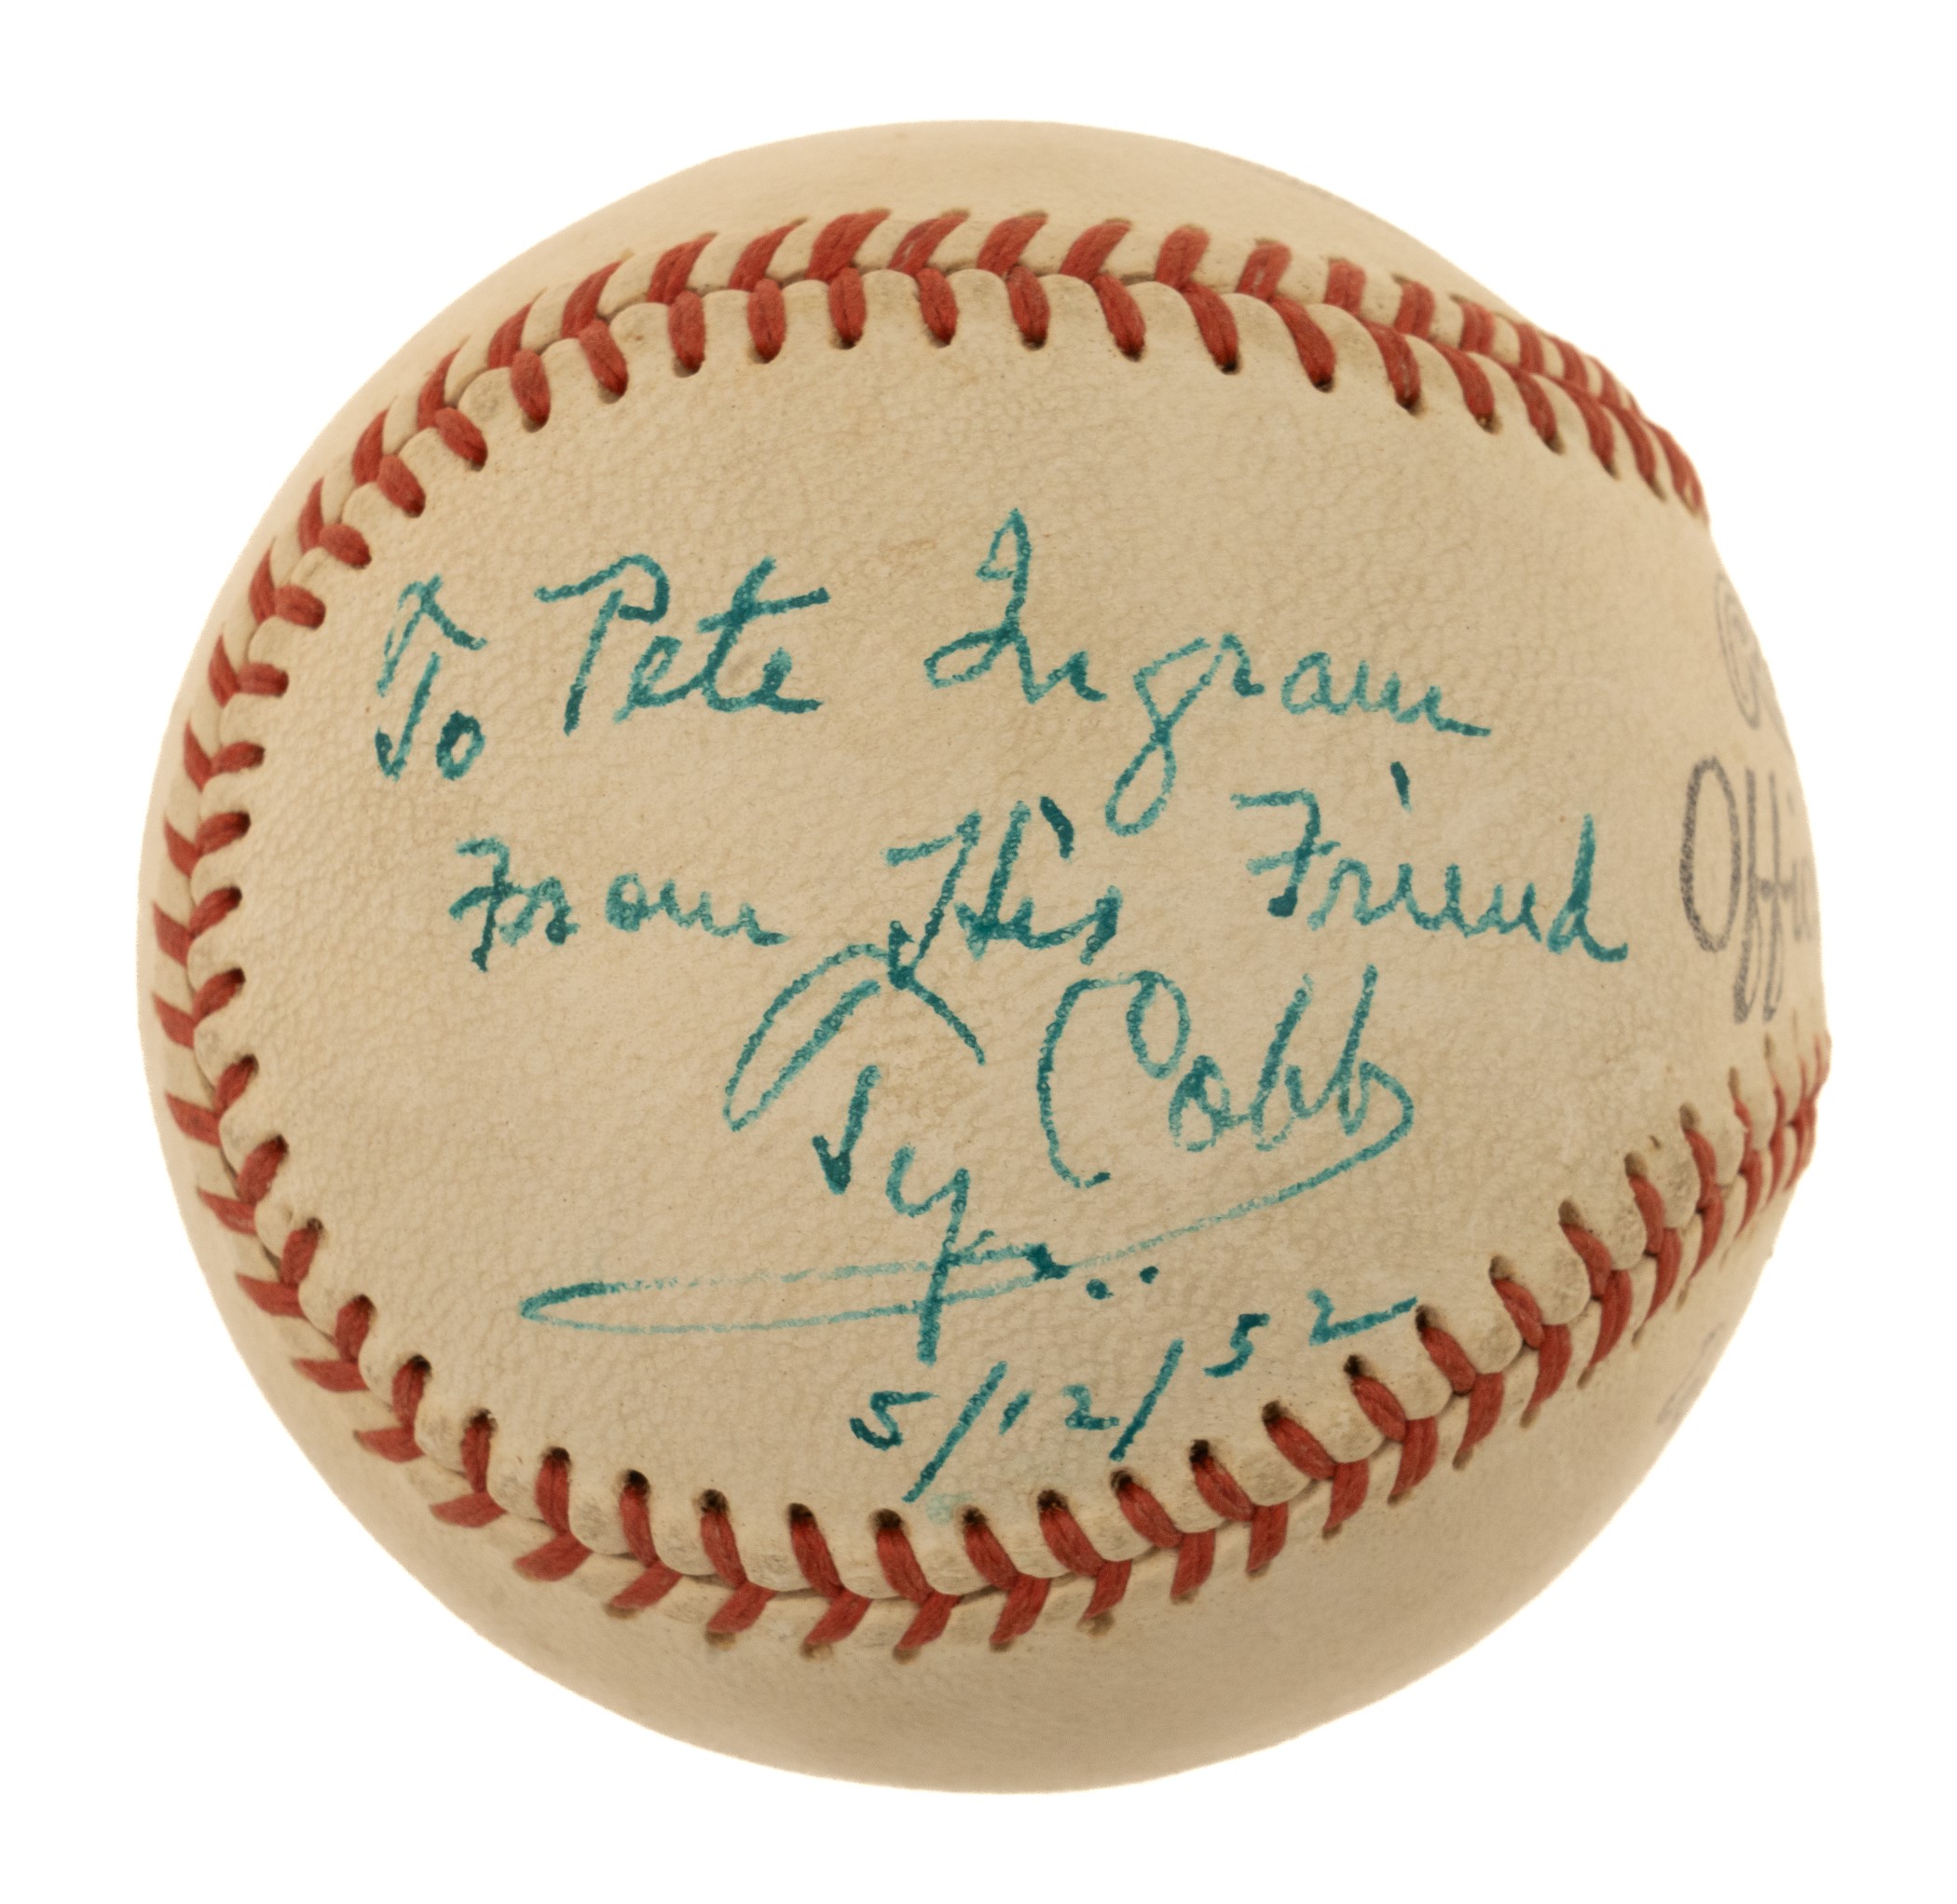 To Pete Ingram
From His Friend
Ty Cobb
5/12/52